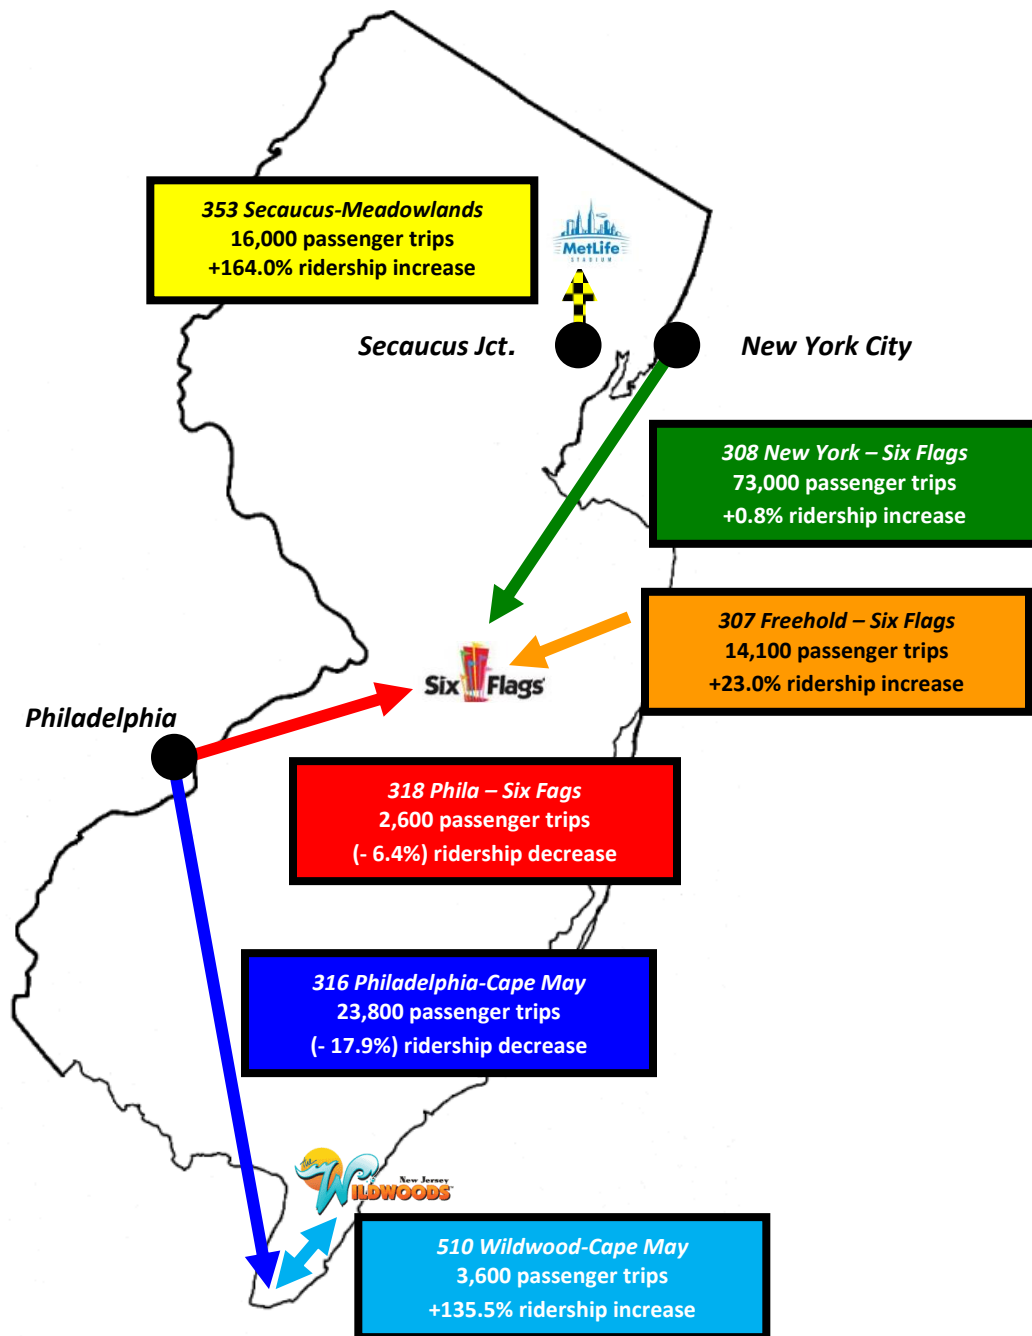 353 Secaucus-Meadowlands
16,000 passenger trips
+164.0% ridership increase
MetLife
STADIUM
Secaucus Jct.
New York City
308 New York – Six Flags
73,000 passenger trips
+0.8% ridership increase
307 Freehold – Six Flags
14,100 passenger trips
+23.0% ridership increase
Six Flags
Philadelphia
318 Phila – Six Fags
2,600 passenger trips
(- 6.4%) ridership decrease
316 Philadelphia-Cape May
23,800 passenger trips
(- 17.9%) ridership decrease
The
New Jersey
WILDWOODS
510 Wildwood-Cape May
3,600 passenger trips
+135.5% ridership increase